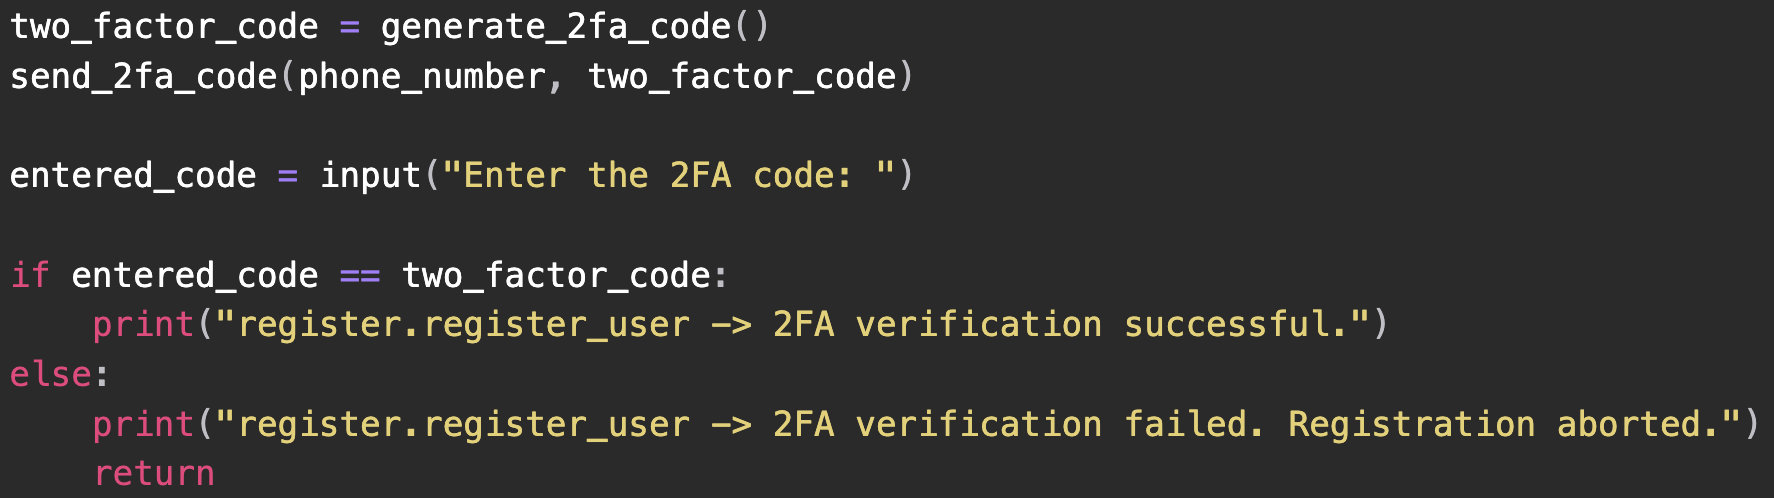 two_factor_code = generate_2fa_code()
send_2fa_code(phone_number, two_factor_code)

entered_code = input("Enter the 2FA code: ")

if entered_code == two_factor_code:
    print("register.register_user -> 2FA verification successful.")
else:
    print("register.register_user -> 2FA verification failed. Registration aborted.")
    return